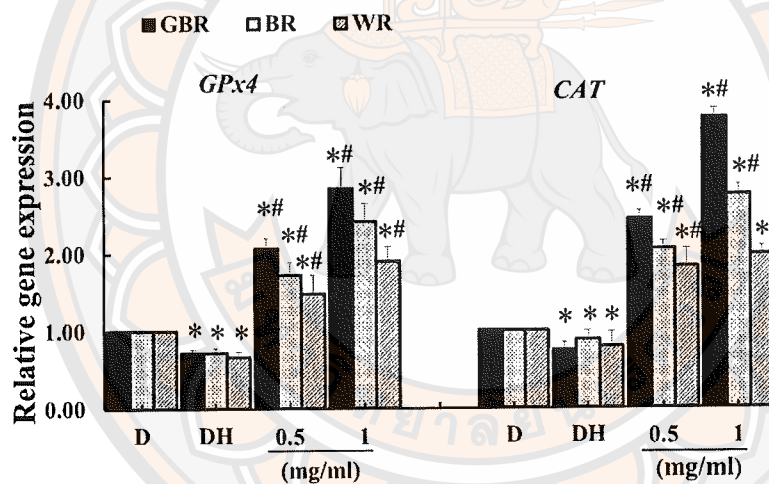 GBR BR WR
GPx4 CAT
Relative gene expression
4.00
*#
*#
3.00
*# *#
*# *# *#
2.00
*# *# *# *
1.00
* * * * * *
0.00
D DH 0.5 1 D DH 0.5 1
(mg/ml) (mg/ml)